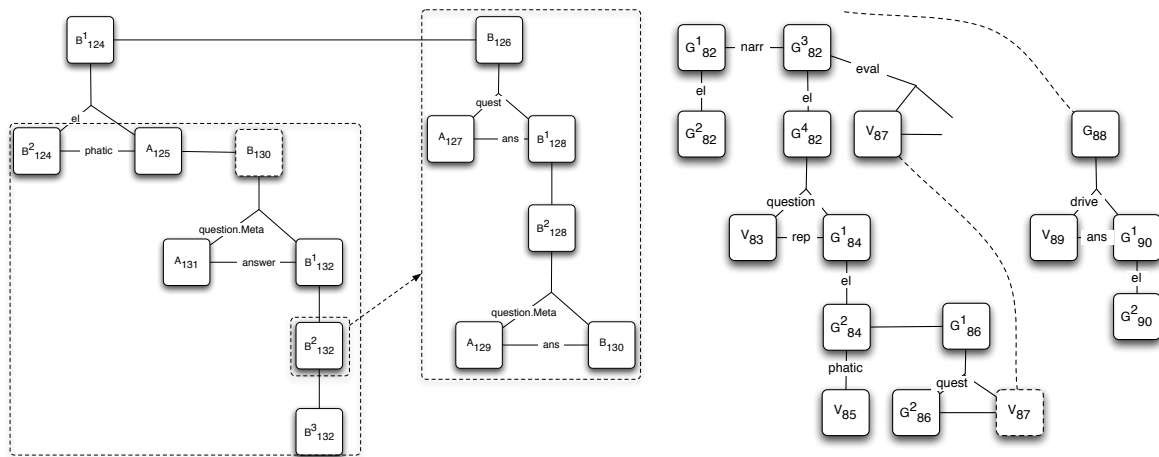 B¹₁₂₄
B₁₂₆
el
quest
B²₁₂₄
phatic
A₁₂₅
B₁₃₀
A₁₂₇
ans
B¹₁₂₈
B²₁₂₈
question.Meta
A₁₃₁
answer
B¹₁₃₂
B²₁₃₂
B³₁₃₂
question.Meta
A₁₂₉
ans
B₁₃₀
G¹₈₂
narr
G³₈₂
eval
el
el
G²₈₂
G⁴₈₂
V₈₇
G₈₈
question
drive
V₈₃
rep
G¹₈₄
V₈₉
ans
G¹₉₀
el
el
G²₈₄
G¹₈₆
G²₉₀
phatic
quest
V₈₅
G²₈₆
V₈₇